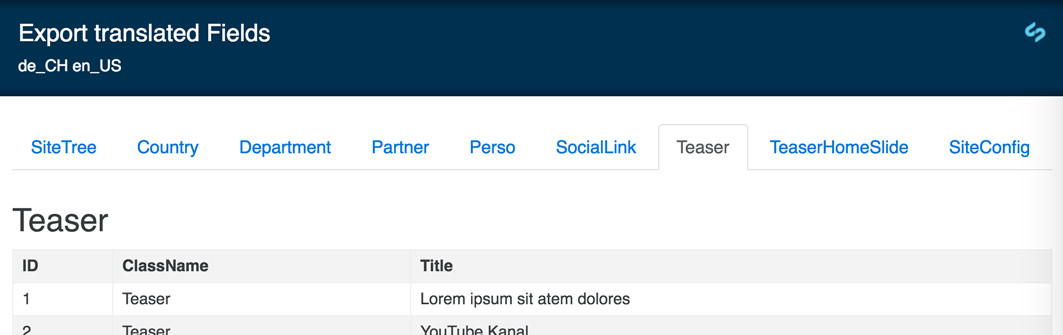 Export translated Fields
de_CH en_US
SiteTree Country Department Partner Perso SocialLink Teaser TeaserHomeSlide SiteConfig
Teaser
ID ClassName Title
1 Teaser Lorem ipsum sit atem dolores
2 Teaser YouTube Kanal